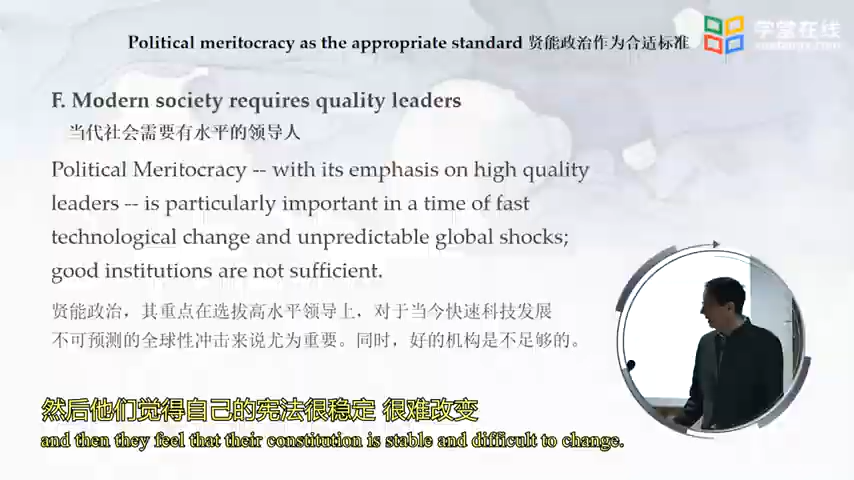 Political meritocracy as the appropriate standard 贤能政治作为合适标准
学堂在线
xuetangx.com
F. Modern society requires quality leaders
当代社会需要有水平的领导人
Political Meritocracy -- with its emphasis on high quality
leaders -- is particularly important in a time of fast
technological change and unpredictable global shocks;
good institutions are not sufficient.
贤能政治，其重点在选拔高水平领导上，对于当今快速科技发展
不可预测的全球性冲击来说尤为重要。同时，好的机构是不足够的。
然后他们觉得自己的宪法很稳定 很难改变
and then they feel that their constitution is stable and difficult to change.